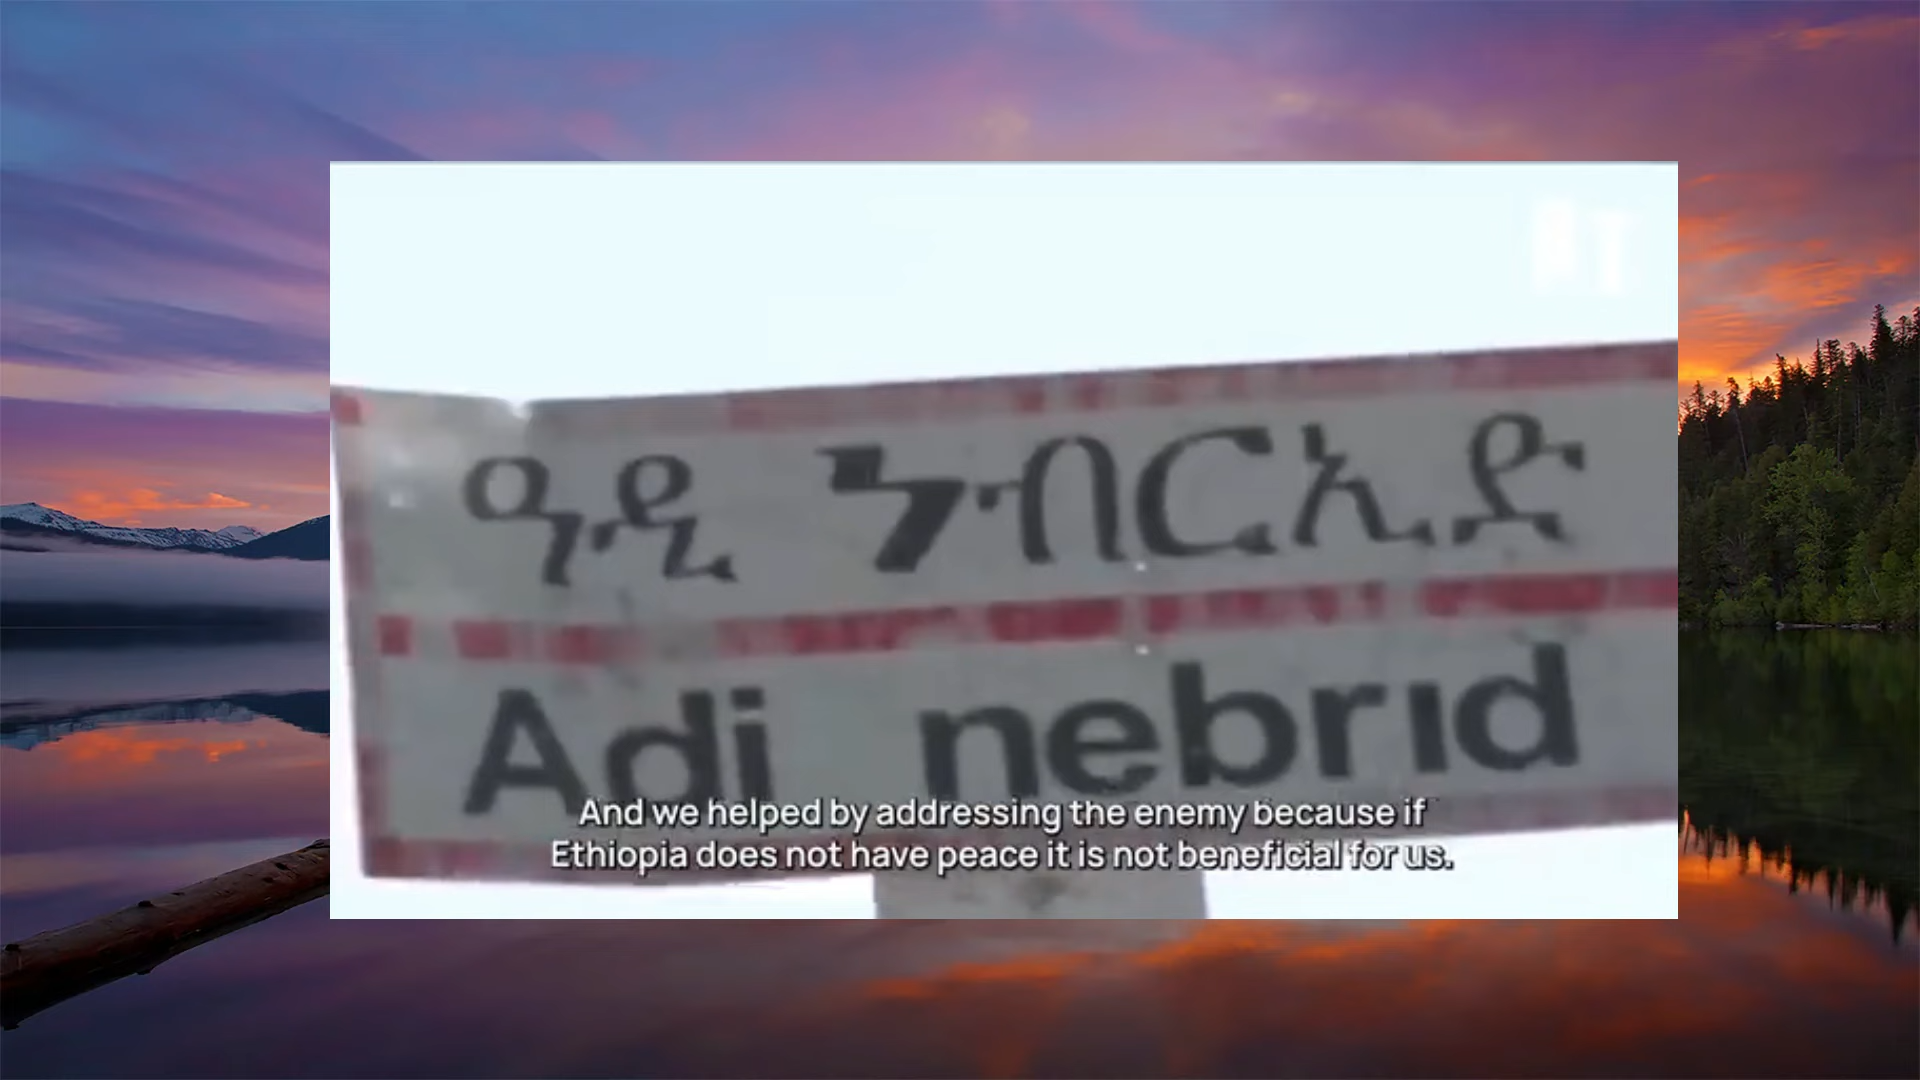 ዓዲ ንብርኢድ
Adi nebrid
And we helped by addressing the enemy because if
Ethiopia does not have peace it is not beneficial for us.